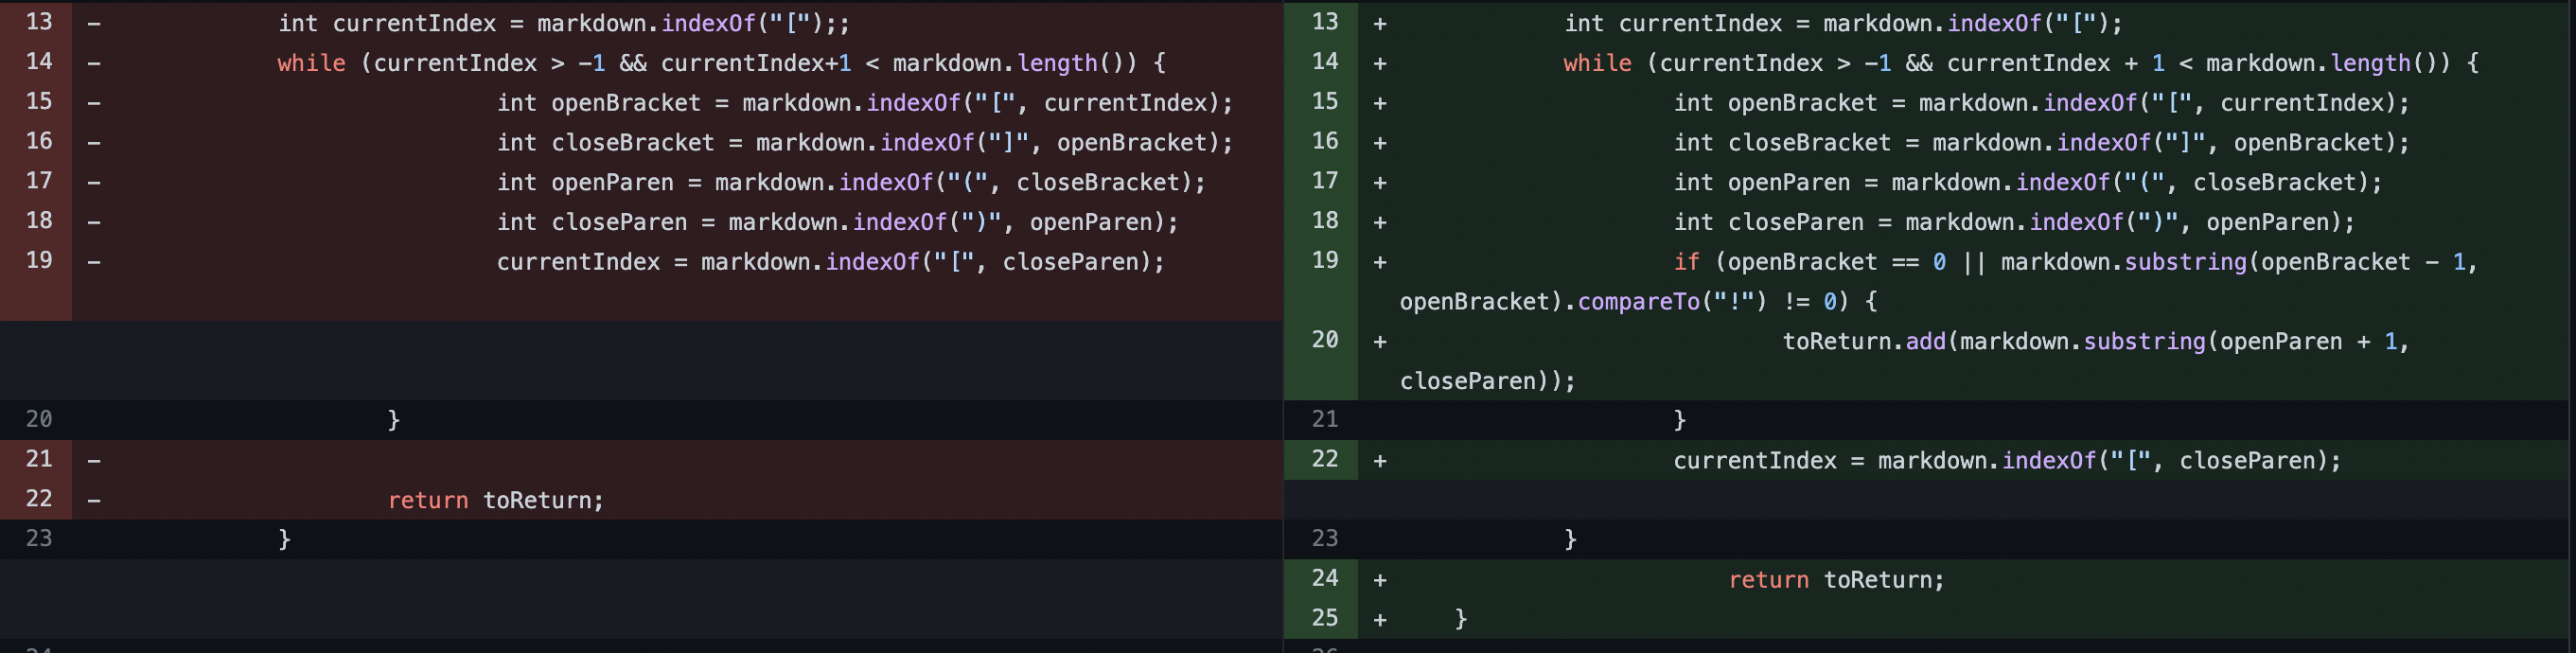 13 -             int currentIndex = markdown.indexOf("[");;
14 -             while (currentIndex > -1 && currentIndex+1 < markdown.length()) {
15 -                             int openBracket = markdown.indexOf("[", currentIndex);
16 -                             int closeBracket = markdown.indexOf("]", openBracket);
17 -                             int openParen = markdown.indexOf("(", closeBracket);
18 -                             int closeParen = markdown.indexOf(")", openParen);
19 -                             currentIndex = markdown.indexOf("[", closeParen);
20                      }
21 -
22 -                     return toReturn;
23              }
13 +             int currentIndex = markdown.indexOf("[");
14 +             while (currentIndex > -1 && currentIndex + 1 < markdown.length()) {
15 +                     int openBracket = markdown.indexOf("[", currentIndex);
16 +                     int closeBracket = markdown.indexOf("]", openBracket);
17 +                     int openParen = markdown.indexOf("(", closeBracket);
18 +                     int closeParen = markdown.indexOf(")", openParen);
19 +                     if (openBracket == 0 || markdown.substring(openBracket - 1,
openBracket).compareTo("!") != 0) {
20 +                             toReturn.add(markdown.substring(openParen + 1,
closeParen));
21                      }
22 +                     currentIndex = markdown.indexOf("[", closeParen);
23              }
24 +                         return toReturn;
25 +     }